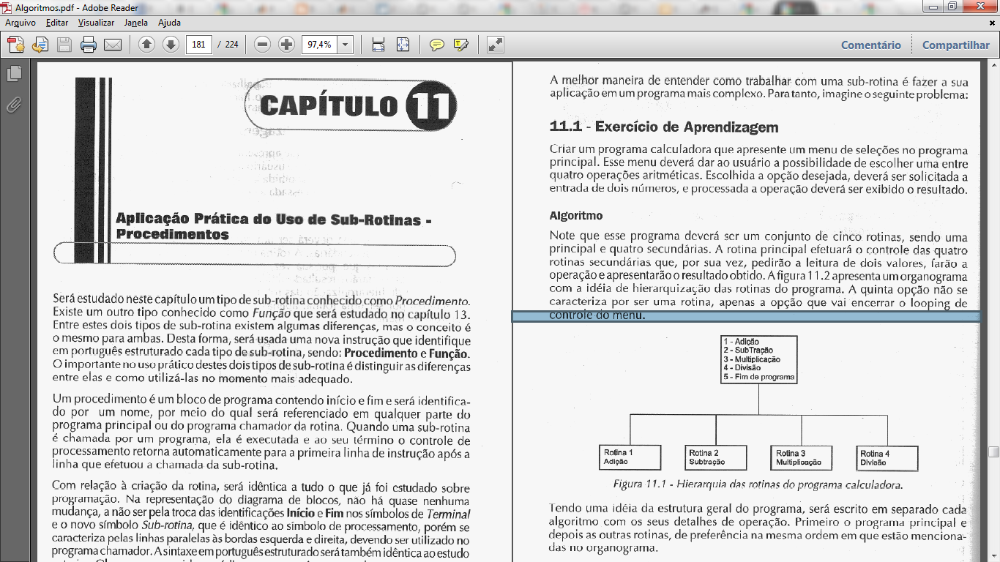 Algoritmos.pdf - Adobe Reader
Arquivo Editar Visualizar Janela Ajuda
181 / 224
97,4%
Comentário
Compartilhar
CAPÍTULO 11
Aplicação Prática do Uso de Sub-Rotinas -
Procedimentos
Será estudado neste capítulo um tipo de sub-rotina conhecido como Procedimento.
Existe um outro tipo conhecido como Função que será estudado no capítulo 13.
Entre estes dois tipos de sub-rotina existem algumas diferenças, mas o conceito é
o mesmo para ambas. Desta forma, será usada uma nova instrução que identifique
em português estruturado cada tipo de sub-rotina, sendo: Procedimento e Função.
O importante no uso prático destes dois tipos de sub-rotina é distinguir as diferenças
entre elas e como utilizá-las no momento mais adequado.
Um procedimento é um bloco de programa contendo início e fim e será identifica-
do por um nome, por meio do qual será referenciado em qualquer parte do
programa principal ou do programa chamador da rotina. Quando uma sub-rotina
é chamada por um programa, ela é executada e ao seu término o controle de
processamento retorna automaticamente para a primeira linha de instrução após a
linha que efetuou a chamada da sub-rotina.
Com relação à criação da rotina, será idêntica a tudo o que já foi estudado sobre
programação. Na representação do diagrama de blocos, não há quase nenhuma
mudança, a não ser pela troca das identificações Início e Fim nos símbolos de Terminal
e o novo símbolo Sub-rotina, que é idêntico ao símbolo de processamento, porém se
caracteriza pelas linhas paralelas às bordas esquerda e direita, devendo ser utilizado no
programa chamador. A sintaxe em português estruturado será também idêntica ao estudo
A melhor maneira de entender como trabalhar com uma sub-rotina é fazer a sua
aplicação em um programa mais complexo. Para tanto, imagine o seguinte problema:
11.1 - Exercício de Aprendizagem
Criar um programa calculadora que apresente um menu de seleções no programa
principal. Esse menu deverá dar ao usuário a possibilidade de escolher uma entre
quatro operações aritméticas. Escolhida a opção desejada, deverá ser solicitada a
entrada de dois números, e processada a operação deverá ser exibido o resultado.
Algoritmo
Note que esse programa deverá ser um conjunto de cinco rotinas, sendo uma
principal e quatro secundárias. A rotina principal efetuará o controle das quatro
rotinas secundárias que, por sua vez, pedirão a leitura de dois valores, farão a
operação e apresentarão o resultado obtido. A figura 11.2 apresenta um organograma
com a idéia de hierarquização das rotinas do programa. A quinta opção não se
caracteriza por ser uma rotina, apenas a opção que vai encerrar o looping de
controle do menu.
1 - Adição
2 - SubTração
3 - Multiplicação
4 - Divisão
5 - Fim de programa
Rotina 1
Adição
Rotina 2
Subtração
Rotina 3
Multiplicação
Rotina 4
Divisão
Figura 11.1 - Hierarquia das rotinas do programa calculadora.
Tendo uma idéia da estrutura geral do programa, será escrito em separado cada
algoritmo com os seus detalhes de operação. Primeiro o programa principal e
depois as outras rotinas, de preferência na mesma ordem em que estão menciona-
das no organograma.